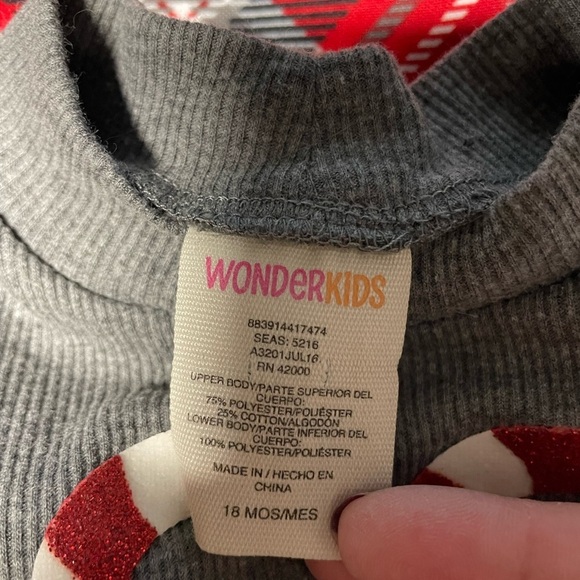 WONDERKIDS
883914417474
SEAS: 5216
A3201JUL16
RN 42000
UPPER BODY/PARTE SUPERIOR DEL
CUERPO:
75% POLYESTER/POLIÉSTER
25% COTTON/ALGODÓN
LOWER BODY/PARTE INFERIOR DEL
CUERPO:
100% POLYESTER/POLIÉSTER
MADE IN / HECHO EN
CHINA
18 MOS/MES